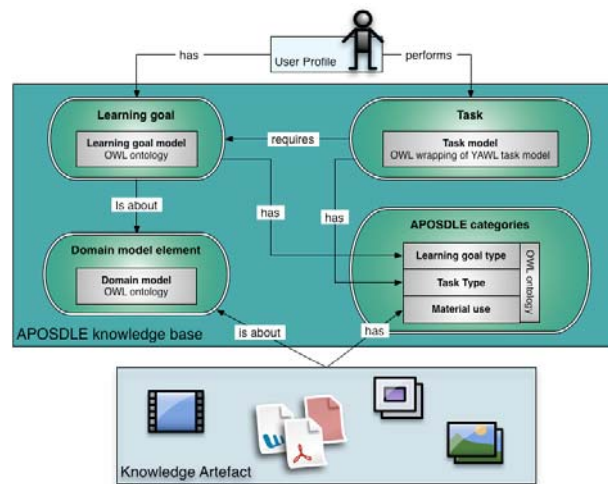 has
User Profile
performs
Learning goal
Learning goal model
OWL ontology
requires
Task
Task model
OWL wrapping of YAWL task model
Is about
has
has
APOSDLE categories
Learning goal type
Task Type
Material use
OWL ontology
Domain model element
Domain model
OWL ontology
APOSDLE knowledge base
is about
has
Knowledge Artefact